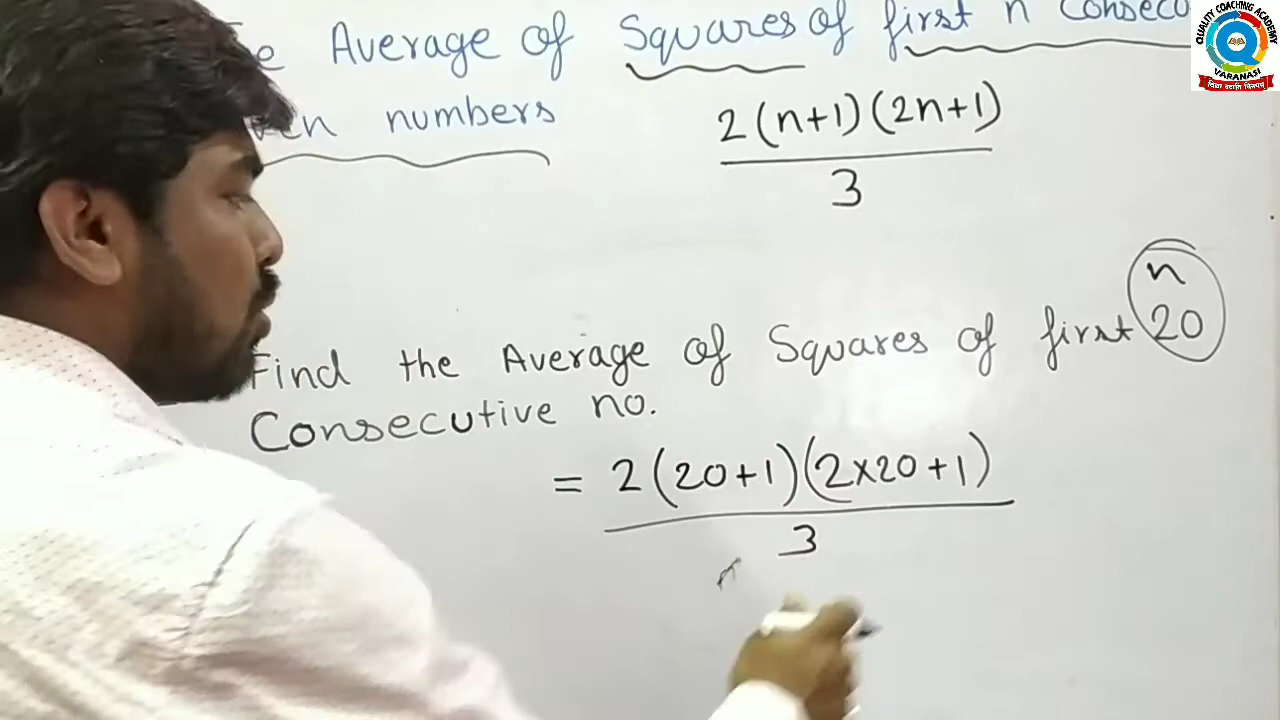 Average of Squares of first n Consecu
numbers
2(n+1)(2n+1)
3
n
Find the Average of Squares of first 20
Consecutive no.
= 2(20+1)(2×20+1)
3
QUALITY COACHING ACADEMY
VARANASI